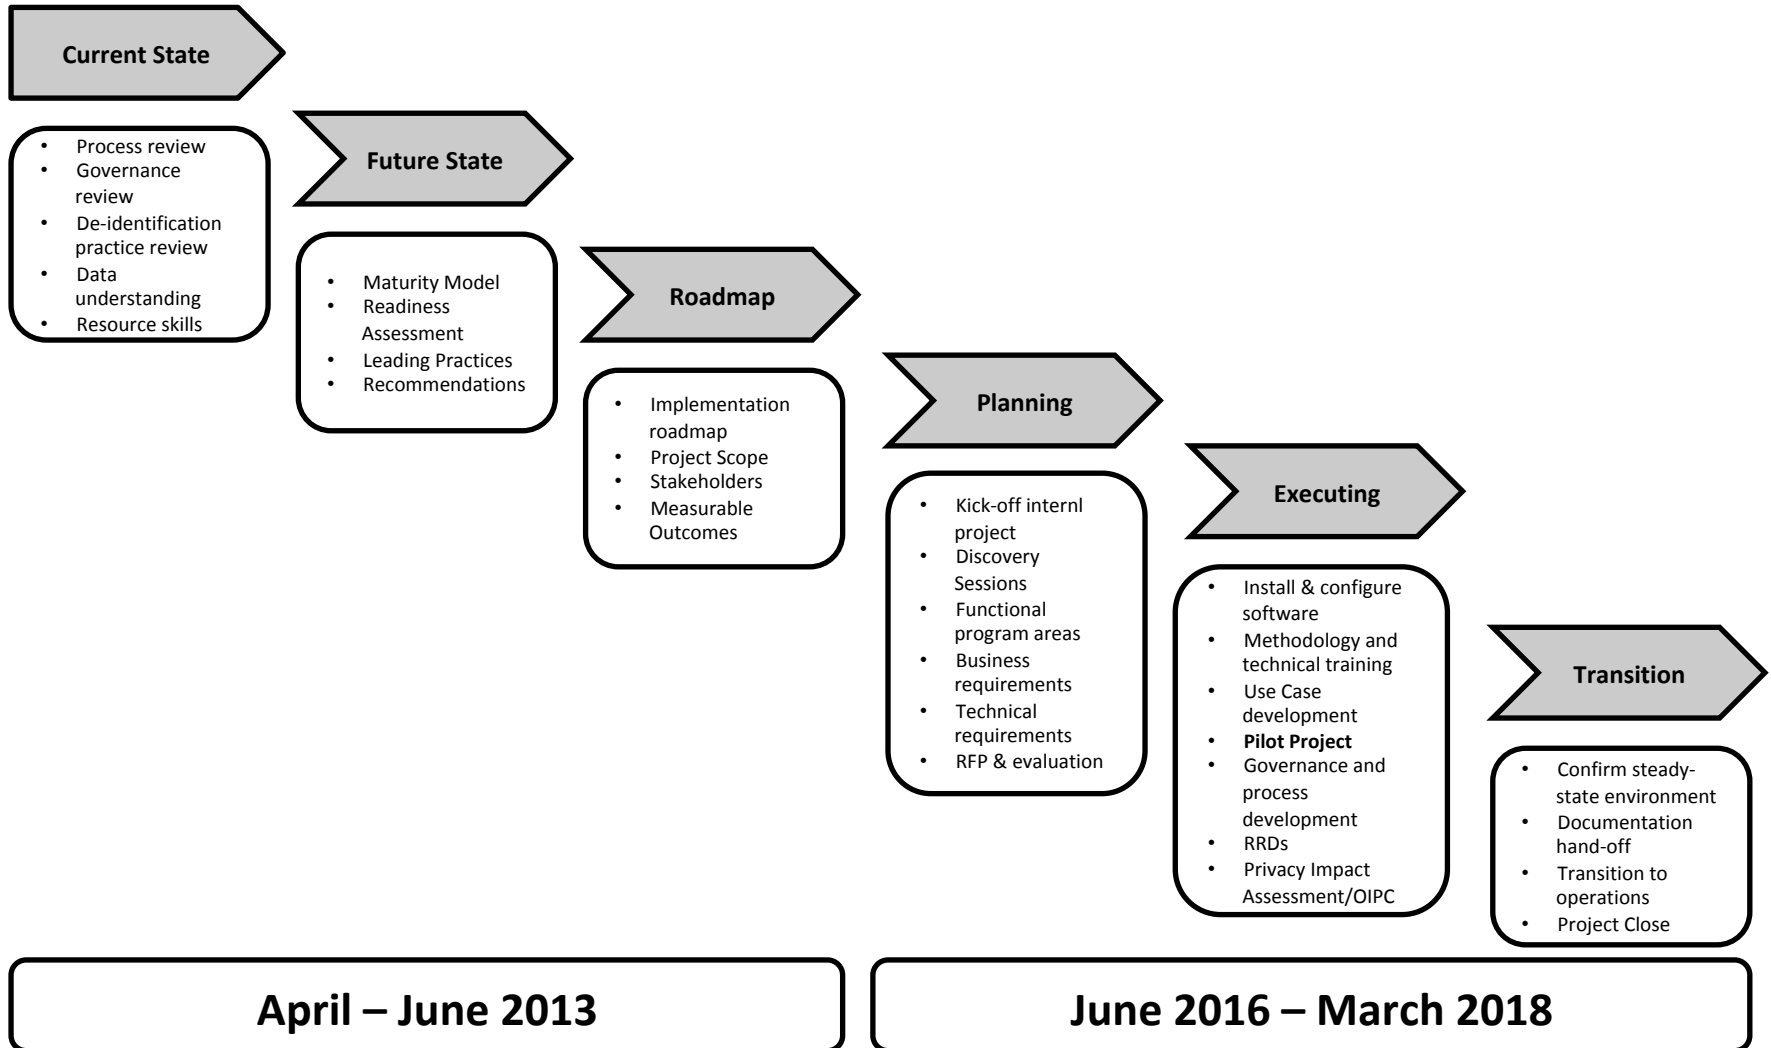 Current State
• Process review
• Governance
review
• De-identification
practice review
• Data
understanding
• Resource skills
Future State
• Maturity Model
• Readiness
Assessment
• Leading Practices
• Recommendations
Roadmap
• Implementation
roadmap
• Project Scope
• Stakeholders
• Measurable
Outcomes
Planning
• Kick-off internl
project
• Discovery
Sessions
• Functional
program areas
• Business
requirements
• Technical
requirements
• RFP & evaluation
Executing
• Install & configure
software
• Methodology and
technical training
• Use Case
development
• Pilot Project
• Governance and
process
development
• RRDs
• Privacy Impact
Assessment/OIPC
Transition
• Confirm steady-
state environment
• Documentation
hand-off
• Transition to
operations
• Project Close
April – June 2013
June 2016 – March 2018